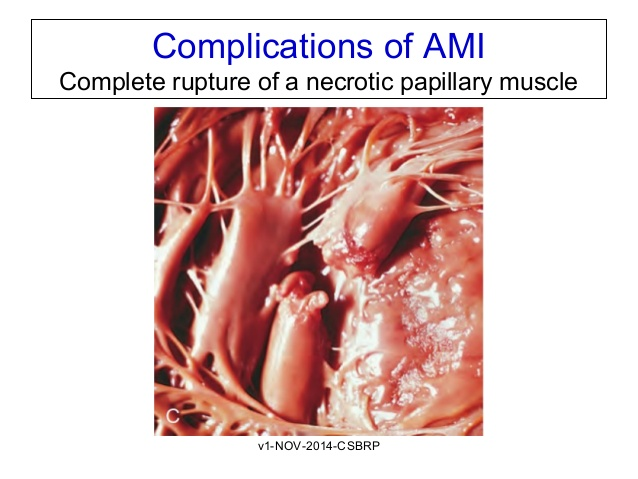 Complications of AMI
Complete rupture of a necrotic papillary muscle
C
v1-NOV-2014-CSBRP